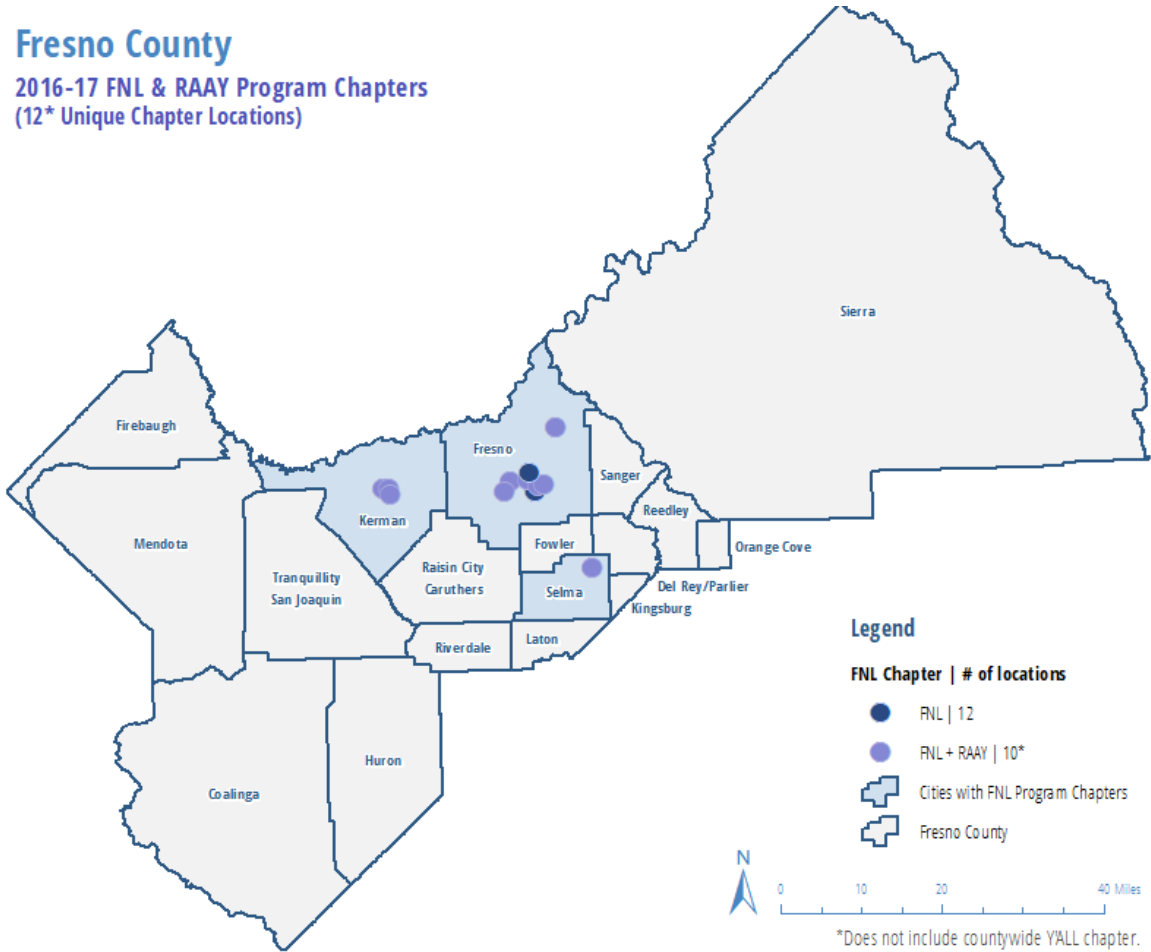 Fresno County
2016-17 FNL & RAAY Program Chapters
(12* Unique Chapter Locations)
Sierra
Firebaugh
Fresno
Sanger
Reedley
Kerman
Mendota
Fowler
Orange Cove
Raisin City
Caruthers
Tranquillity
San Joaquin
Del Rey/Parlier
Selma
Kingsburg
Laton
Riverdale
Huron
Coalinga
Legend
FNL Chapter | # of locations
FNL | 12
FNL + RAAY | 10*
Cities with FNL Program Chapters
Fresno County
N
0 10 20 40 Miles
*Does not include countywide Y'ALL chapter.